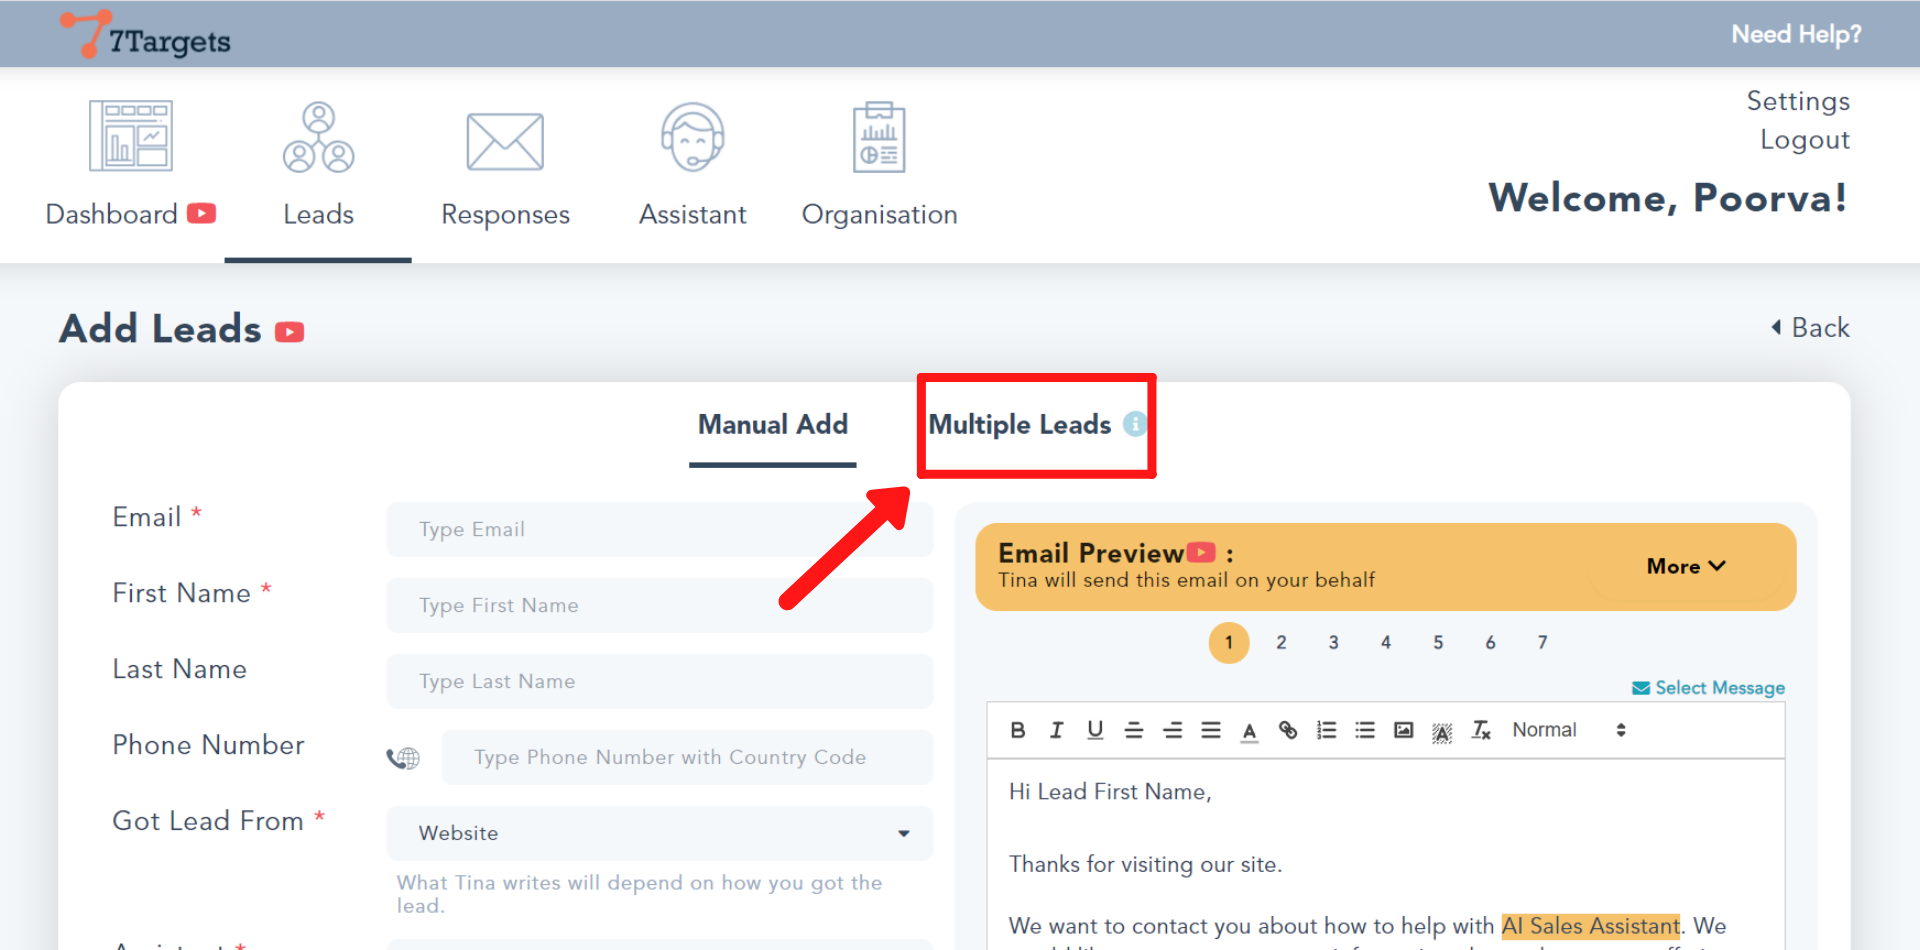 7Targets
Need Help?
Settings
Logout
Dashboard
Leads
Responses
Assistant
Organisation
Welcome, Poorva!
Add Leads
Back
Manual Add
Multiple Leads
Email *
Type Email
First Name *
Type First Name
Last Name
Type Last Name
Phone Number
Type Phone Number with Country Code
Got Lead From *
Website
What Tina writes will depend on how you got the
lead.
Email Preview :
Tina will send this email on your behalf
More
1 2 3 4 5 6 7
Select Message
Normal
Hi Lead First Name,
Thanks for visiting our site.
We want to contact you about how to help with AI Sales Assistant. We